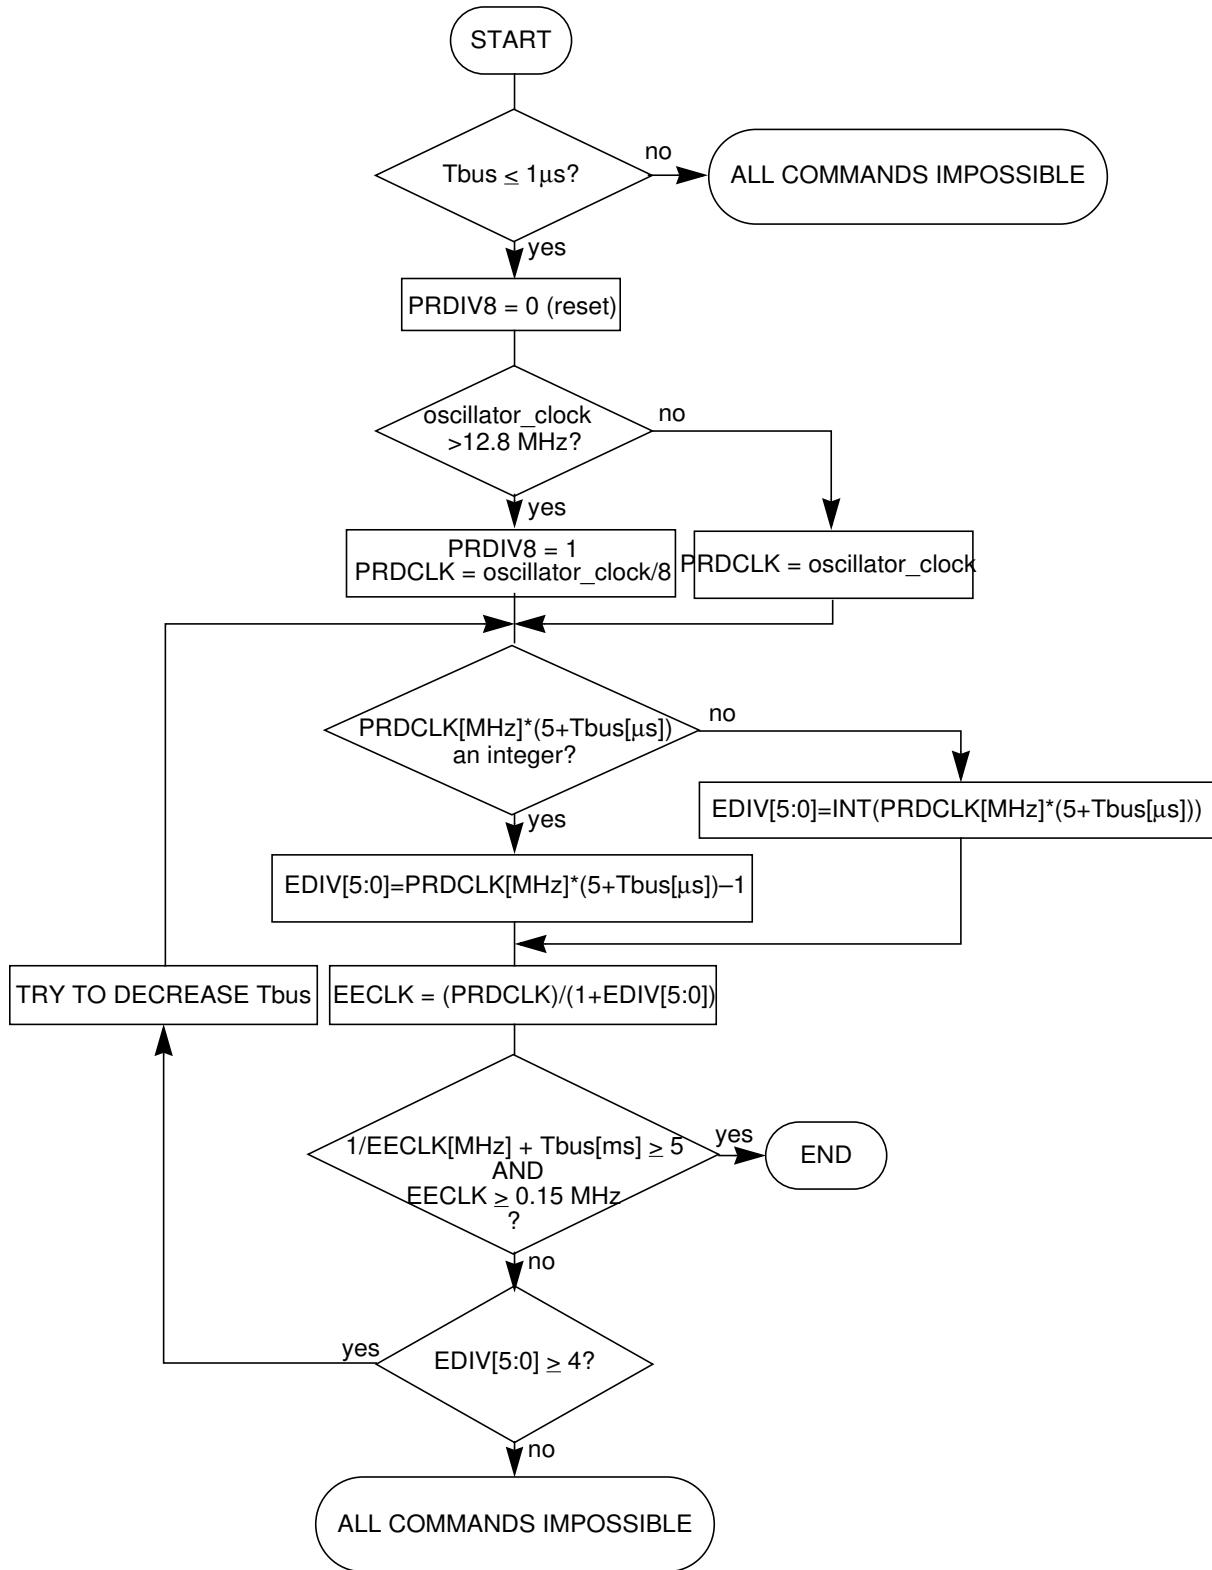 START
Tbus ≤ 1μs?
no
ALL COMMANDS IMPOSSIBLE
yes
PRDIV8 = 0 (reset)
oscillator_clock
>12.8 MHz?
no
yes
PRDIV8 = 1
PRDCLK = oscillator_clock/8
PRDCLK = oscillator_clock
PRDCLK[MHz]*(5+Tbus[μs])
an integer?
no
yes
EDIV[5:0]=INT(PRDCLK[MHz]*(5+Tbus[μs]))
EDIV[5:0]=PRDCLK[MHz]*(5+Tbus[μs])–1
TRY TO DECREASE Tbus
EECLK = (PRDCLK)/(1+EDIV[5:0])
1/EECLK[MHz] + Tbus[ms] ≥ 5
AND
EECLK ≥ 0.15 MHz
?
yes
END
no
EDIV[5:0] ≥ 4?
yes
no
ALL COMMANDS IMPOSSIBLE